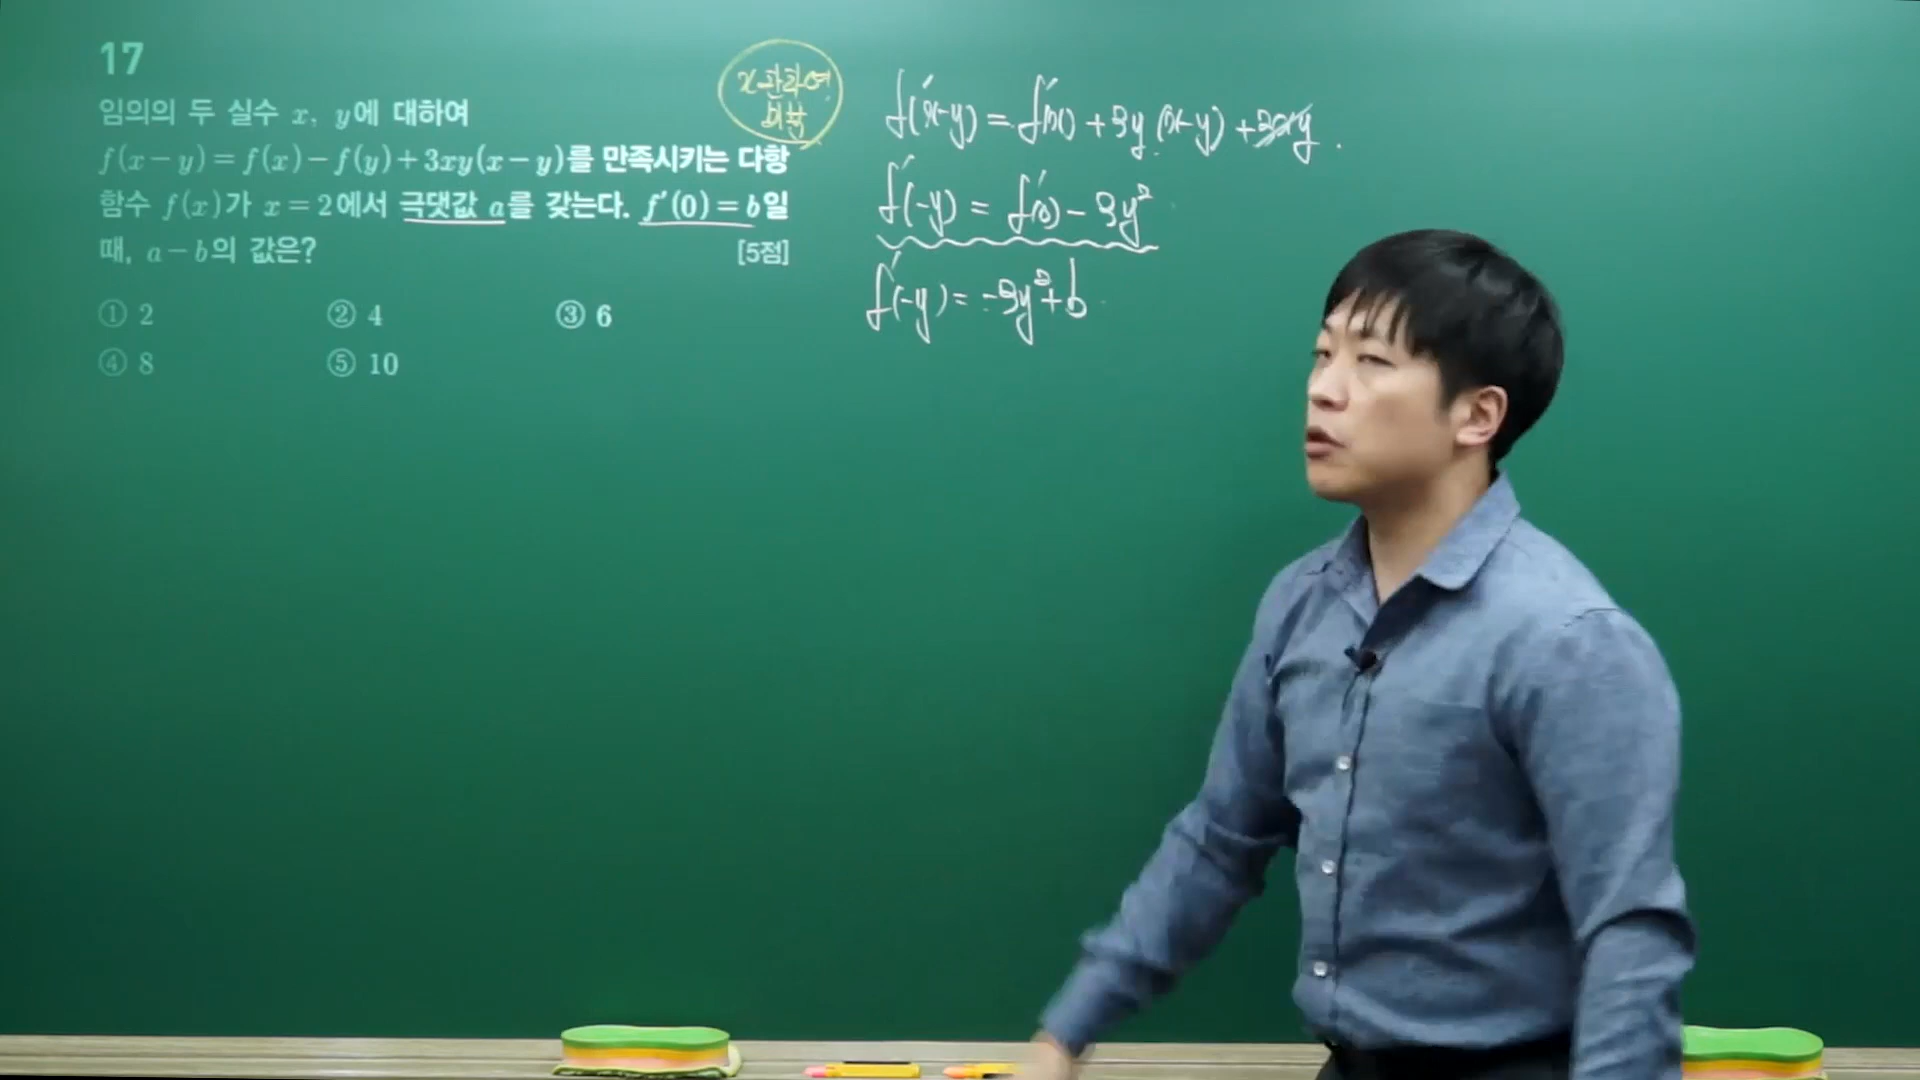 17
임의의 두 실수 x, y에 대하여
f(x-y)=f(x)-f(y)+3xy(x-y)를 만족시키는 다항
함수 f(x)가 x=2에서 극댓값 a를 갖는다. f′(0)=b일
때, a-b의 값은? [5점]
① 2 ② 4 ③ 6
④ 8 ⑤ 10
x관하여
미분
f′(x-y) = f′(x) + 3y(x-y) + 3xy.
f′(-y) = f′(0) - 3y²
f′(-y) = -3y² + b